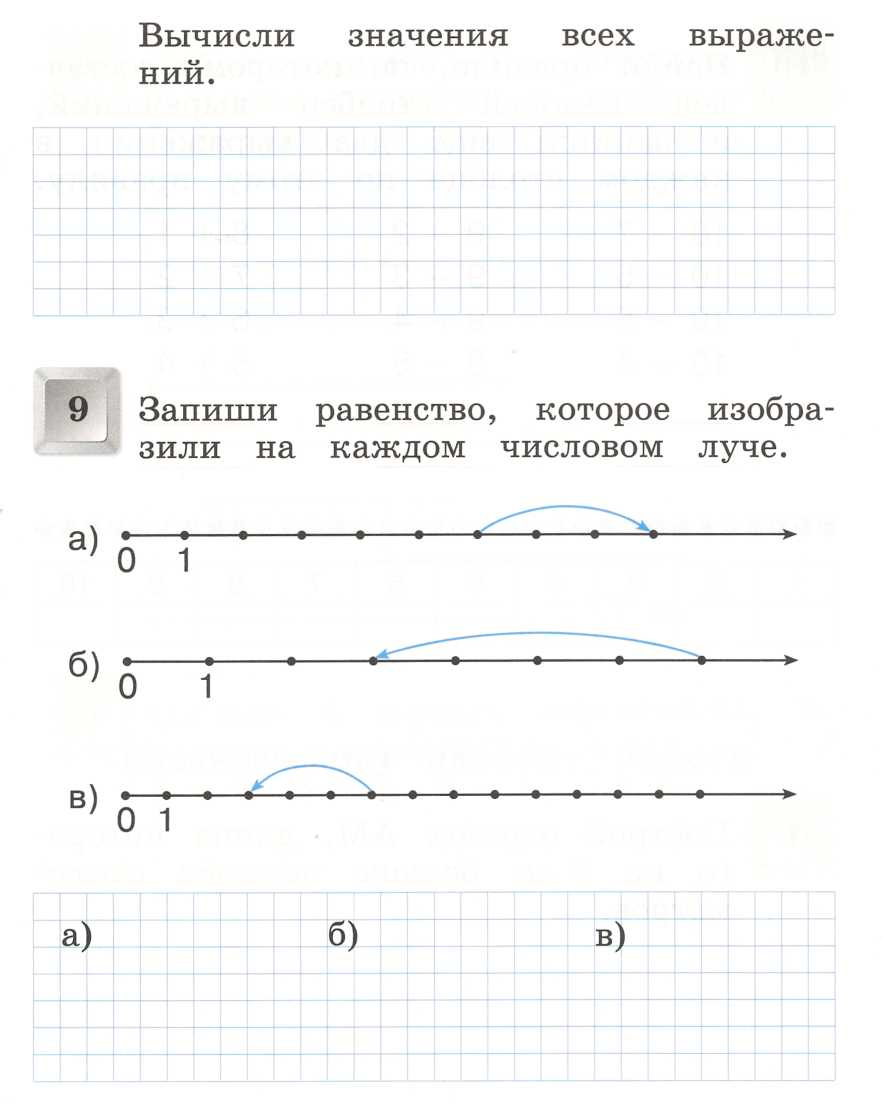 Вычисли значения всех выраже-
ний.
9 Запиши равенство, которое изобра-
зили на каждом числовом луче.
а)
0 1
б)
0 1
в)
0 1
а) б) в)